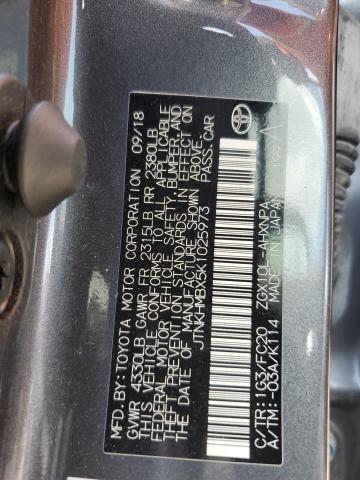 MFD. BY: TOYOTA MOTOR CORPORATION 09/18
GVWR 4530LB GAWR FR 2315LB RR 2380LB
THIS VEHICLE CONFORMS TO ALL APPLICABLE
FEDERAL MOTOR VEHICLE SAFETY, BUMPER, AND
THEFT PREVENTION STANDARDS IN EFFECT ON
THE DATE OF MANUFACTURE SHOWN ABOVE.
JTNKHMBX5K1025973 PASS. CAR
C/TR: 1G3/FC20 ZGX10L-AHXNPA
A/TM: -03A/K114 MADE IN JAPAN